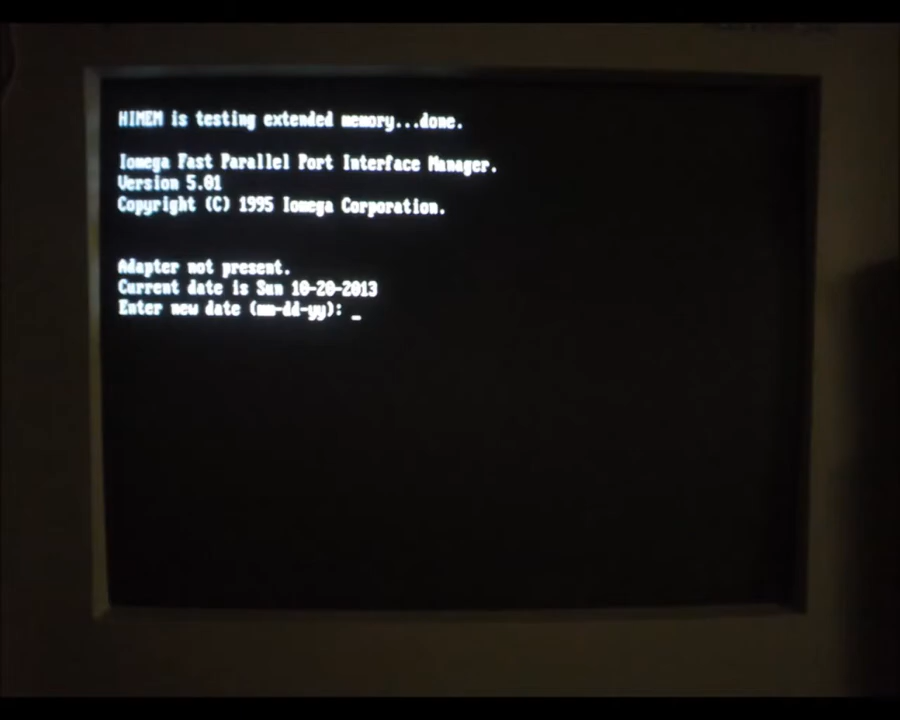 HIMEM is testing extended memory...done.
Iomega Fast Parallel Port Interface Manager.
Version 5.01
Copyright (C) 1995 Iomega Corporation.
Adapter not present.
Current date is Sun 10-20-2013
Enter new date (mm-dd-yy): _